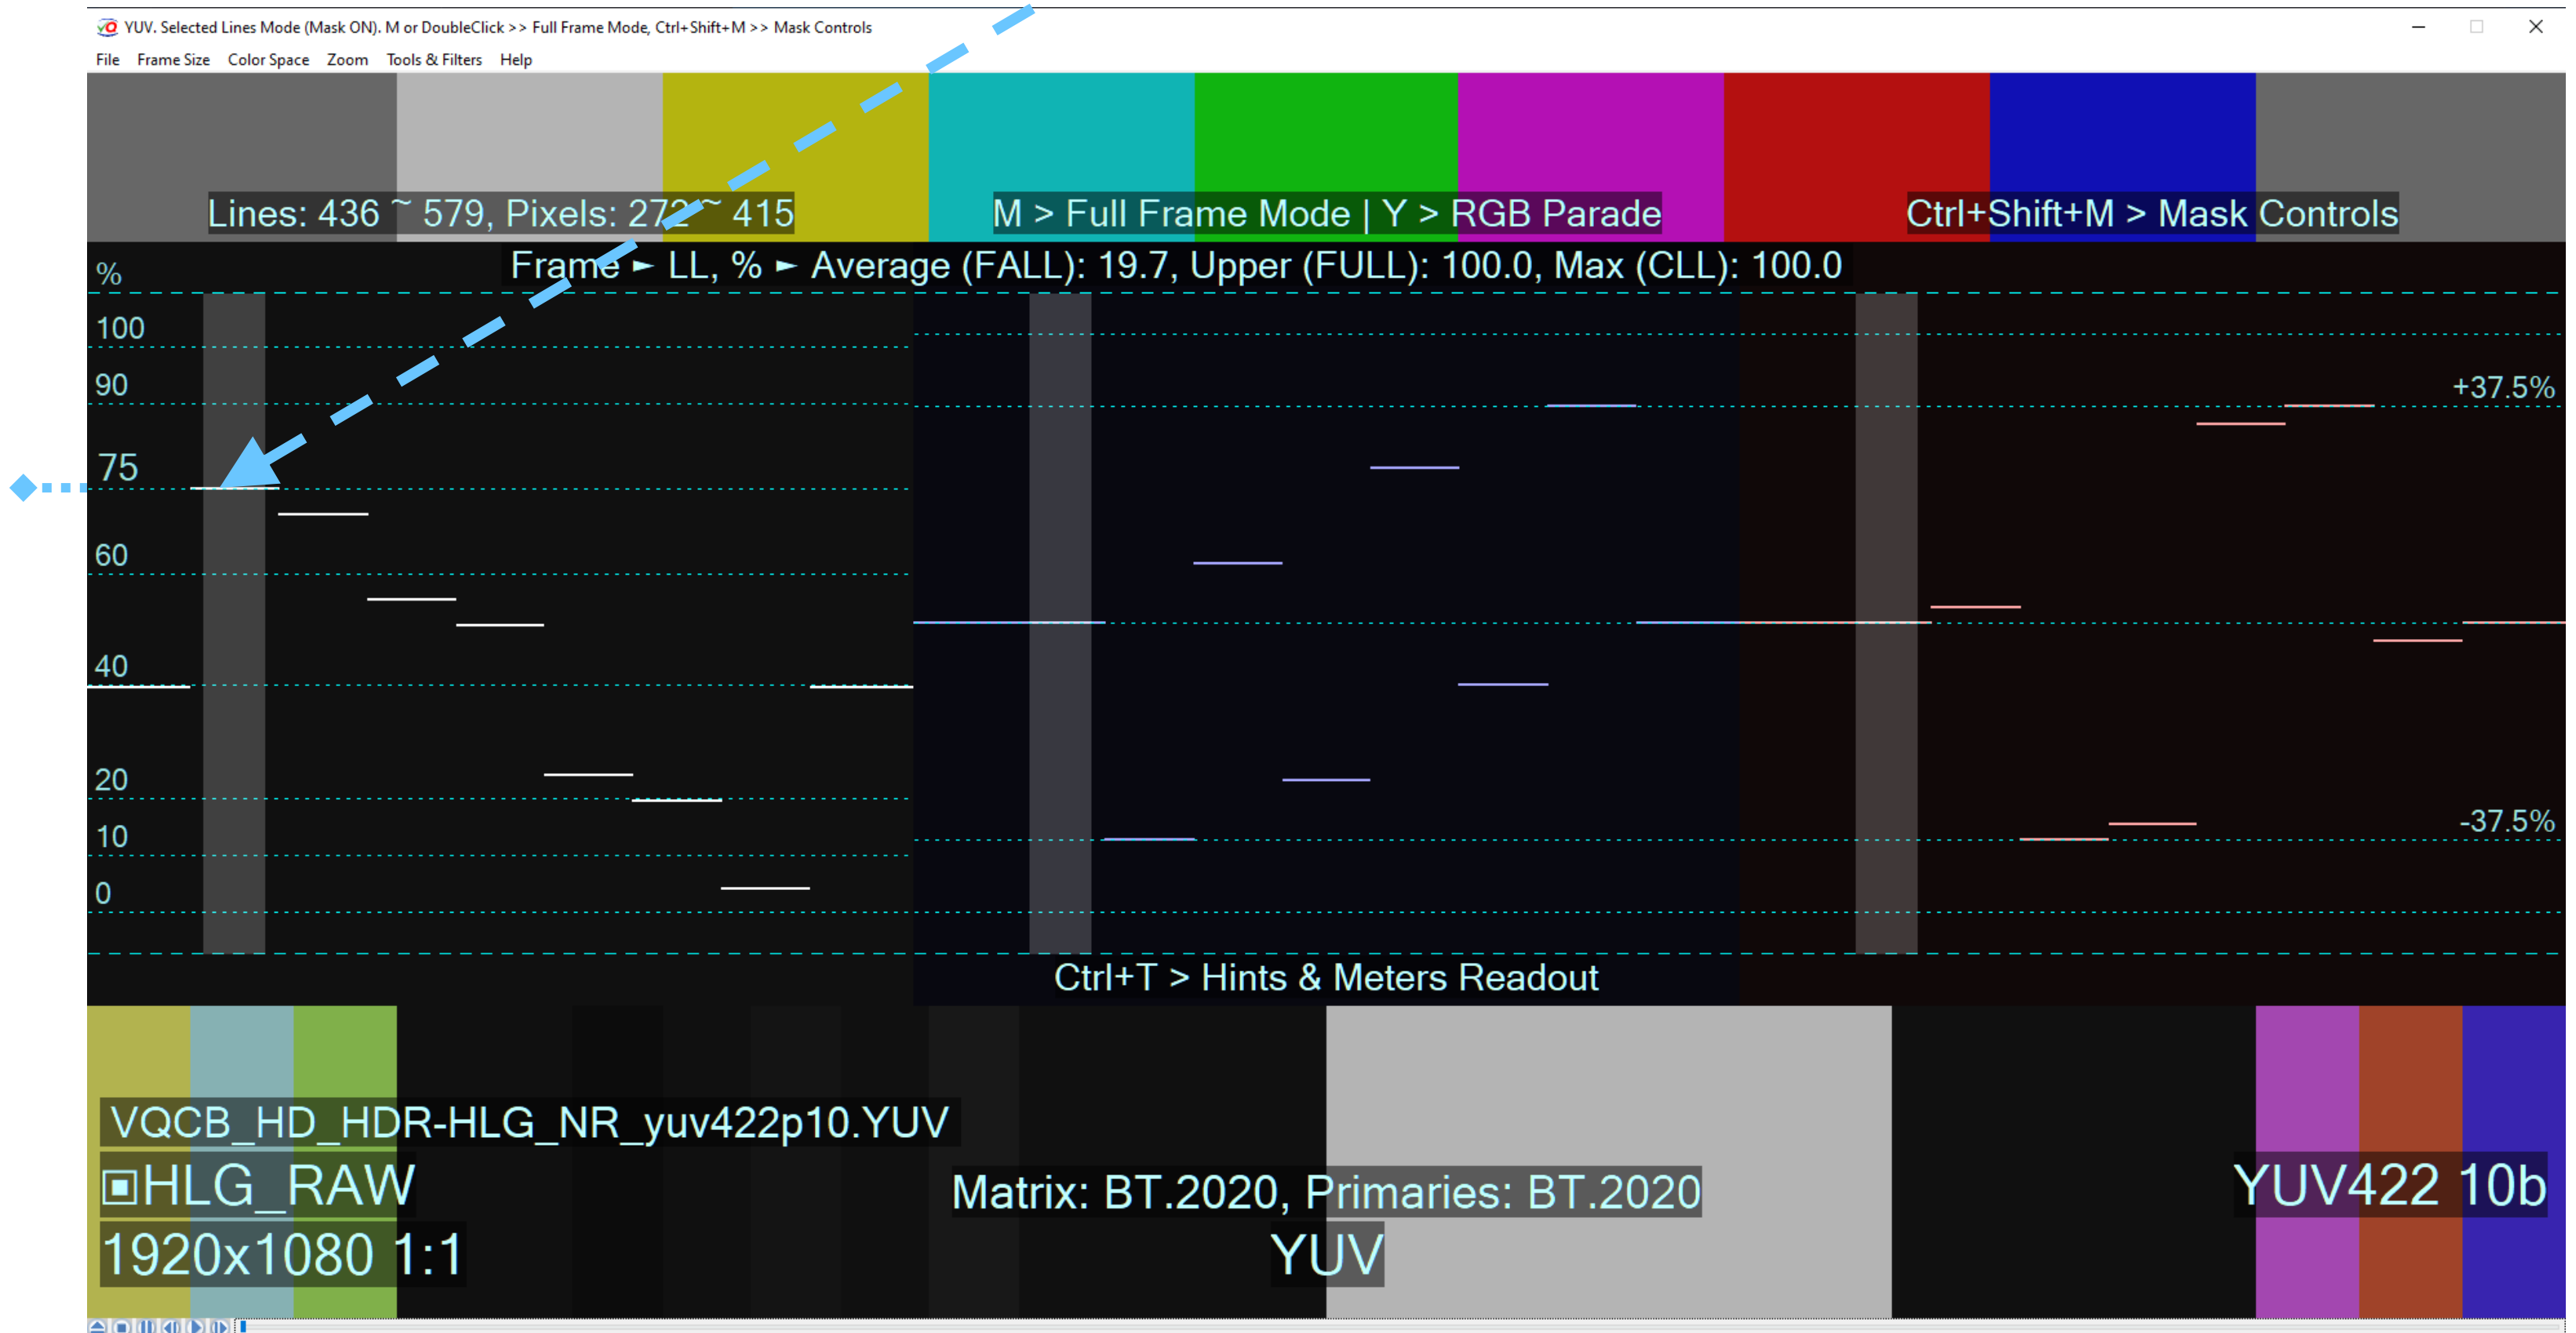 YUV. Selected Lines Mode (Mask ON). M or DoubleClick >> Full Frame Mode, Ctrl+Shift+M >> Mask Controls
File Frame Size Color Space Zoom Tools & Filters Help
Lines: 436 ~ 579, Pixels: 272 ~ 415 M > Full Frame Mode | Y > RGB Parade Ctrl+Shift+M > Mask Controls
% Frame ► LL, % ► Average (FALL): 19.7, Upper (FULL): 100.0, Max (CLL): 100.0
100
90 +37.5%
75
60
40
20
10 -37.5%
0
Ctrl+T > Hints & Meters Readout
VQCB_HD_HDR-HLG_NR_yuv422p10.YUV
HLG_RAW Matrix: BT.2020, Primaries: BT.2020 YUV422 10b
1920x1080 1:1 YUV